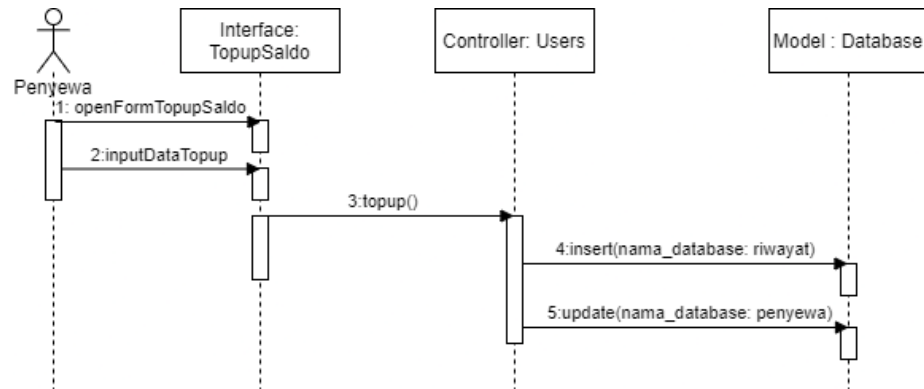 Interface:
TopupSaldo
Controller: Users
Model : Database
Penyewa
1: openFormTopupSaldo
2:inputDataTopup
3:topup()
4:insert(nama_database: riwayat)
5:update(nama_database: penyewa)